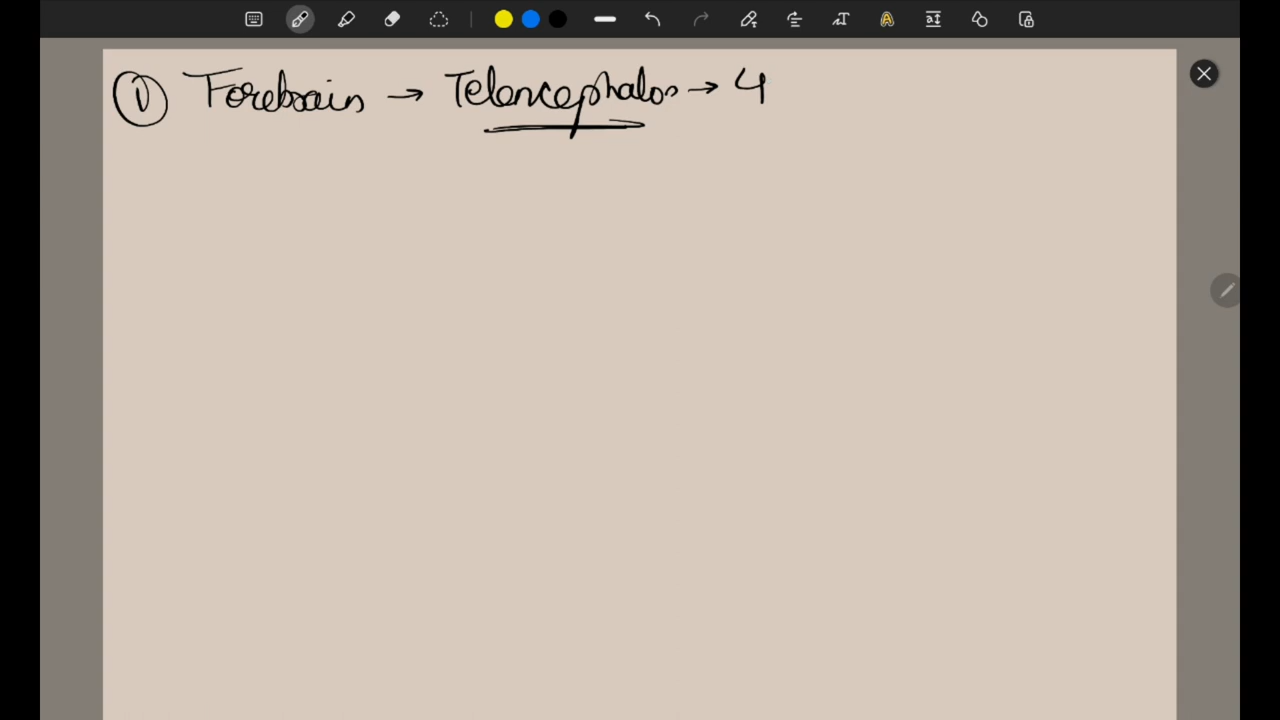 ① Forebrain → Telencephalon → 4